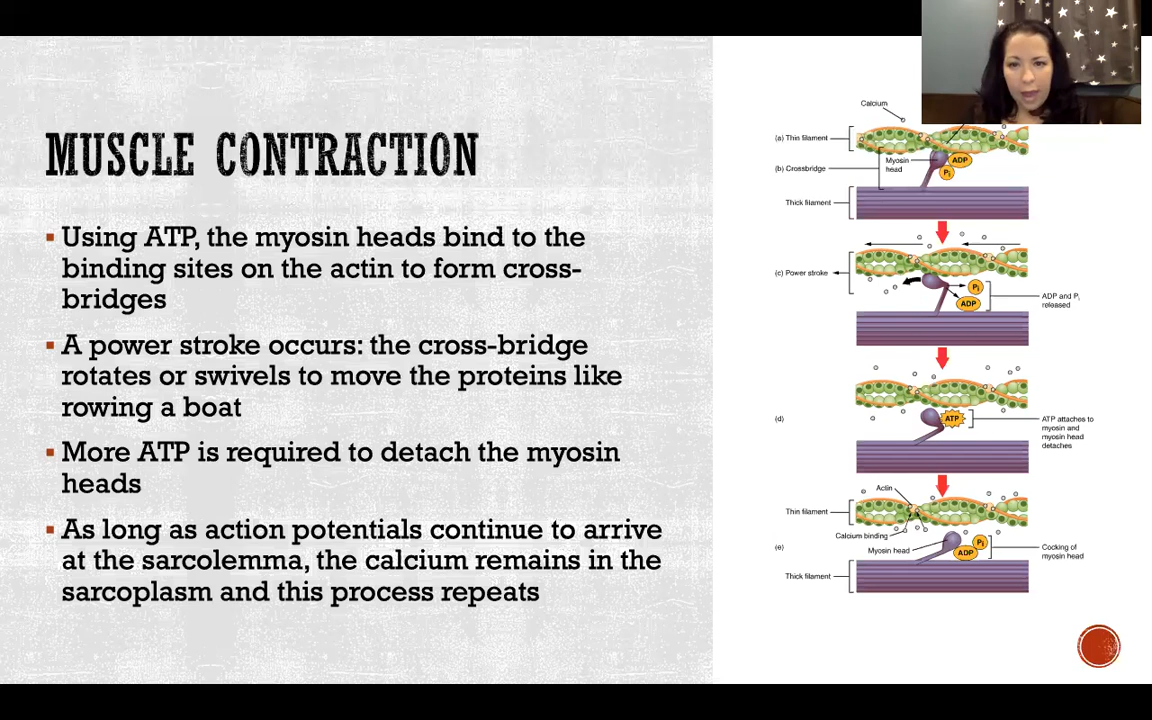 MUSCLE CONTRACTION
▪ Using ATP, the myosin heads bind to the
binding sites on the actin to form cross-
bridges
▪ A power stroke occurs: the cross-bridge
rotates or swivels to move the proteins like
rowing a boat
▪ More ATP is required to detach the myosin
heads
▪ As long as action potentials continue to arrive
at the sarcolemma, the calcium remains in the
sarcoplasm and this process repeats
Calcium
(a) Thin filament
Myosin
head
ADP
Pi
(b) Crossbridge
Thick filament
(c) Power stroke
Pi
ADP
ADP and Pi
released
(d)
ATP
ATP attaches to
myosin and
myosin head
detaches
Actin
Thin filament
Calcium binding
(e)
Myosin head
Pi
ADP
Cocking of
myosin head
Thick filament